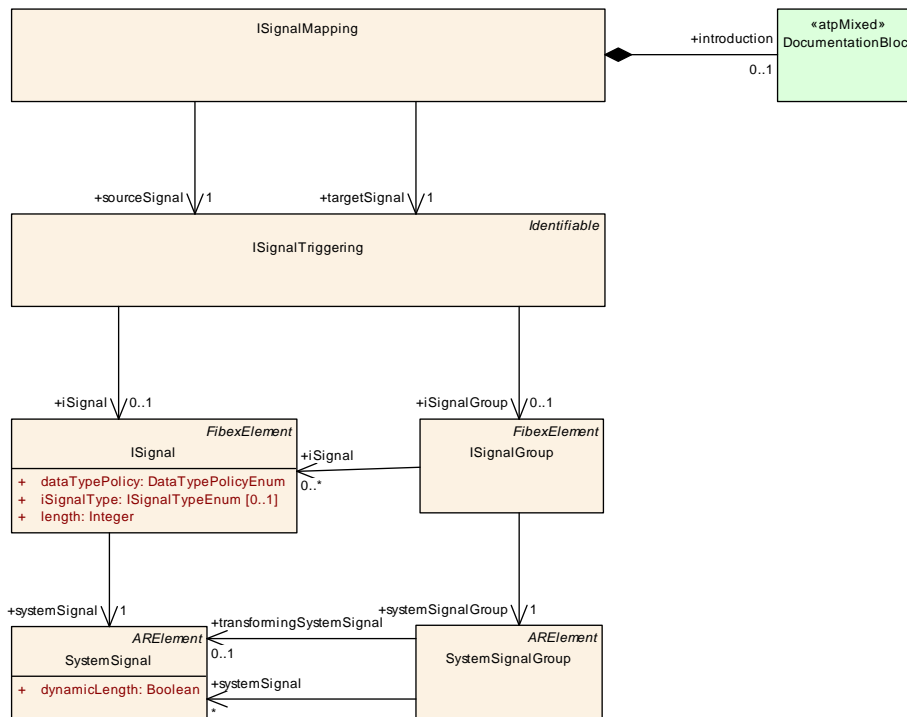 ISignalMapping
«atpMixed»
DocumentationBloc
+introduction
0..1
+sourceSignal
1
+targetSignal
1
Identifiable
ISignalTriggering
+iSignal
0..1
+iSignalGroup
0..1
FibexElement
ISignal
+ dataTypePolicy: DataTypePolicyEnum
+ iSignalType: ISignalTypeEnum [0..1]
+ length: Integer
+iSignal
0..*
FibexElement
ISignalGroup
+systemSignal
1
+systemSignalGroup
1
ARElement
SystemSignal
+ dynamicLength: Boolean
+transformingSystemSignal
0..1
+systemSignal
*
ARElement
SystemSignalGroup